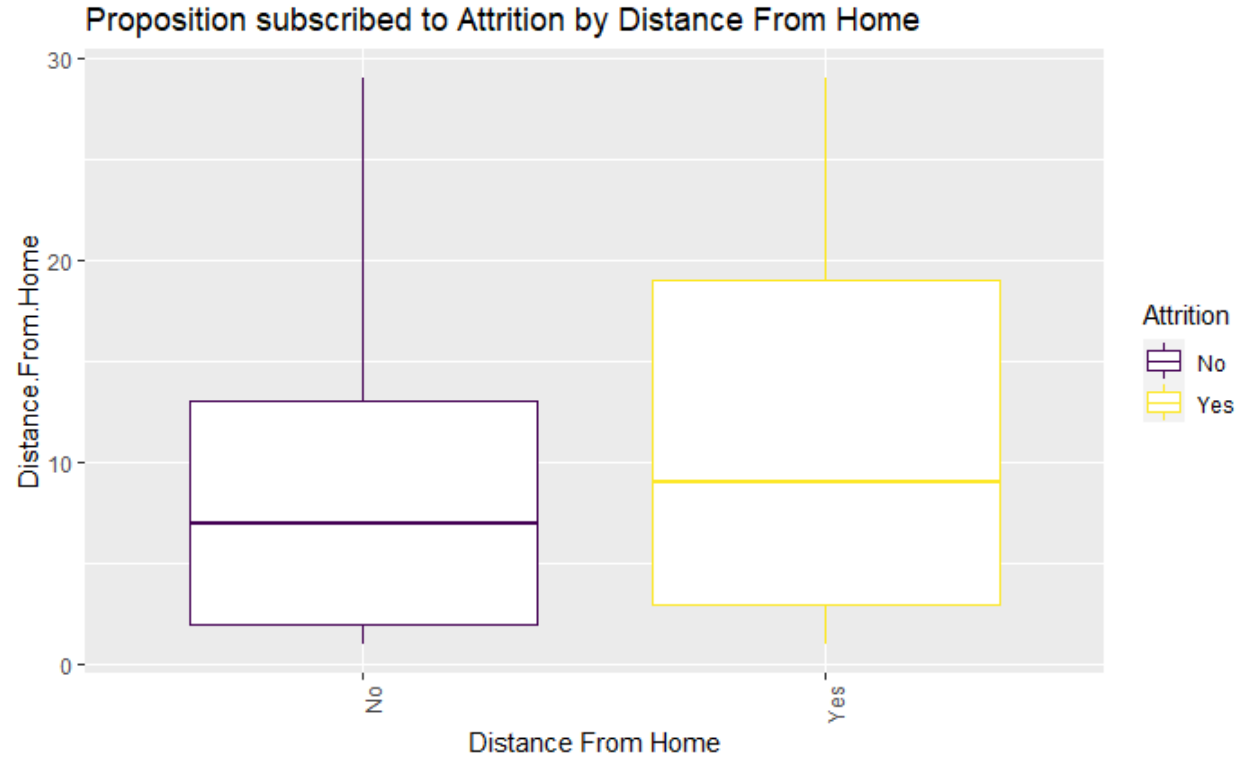 Proposition subscribed to Attrition by Distance From Home
30
20
10
0
Distance.From.Home
No
Yes
Distance From Home
Attrition
No
Yes